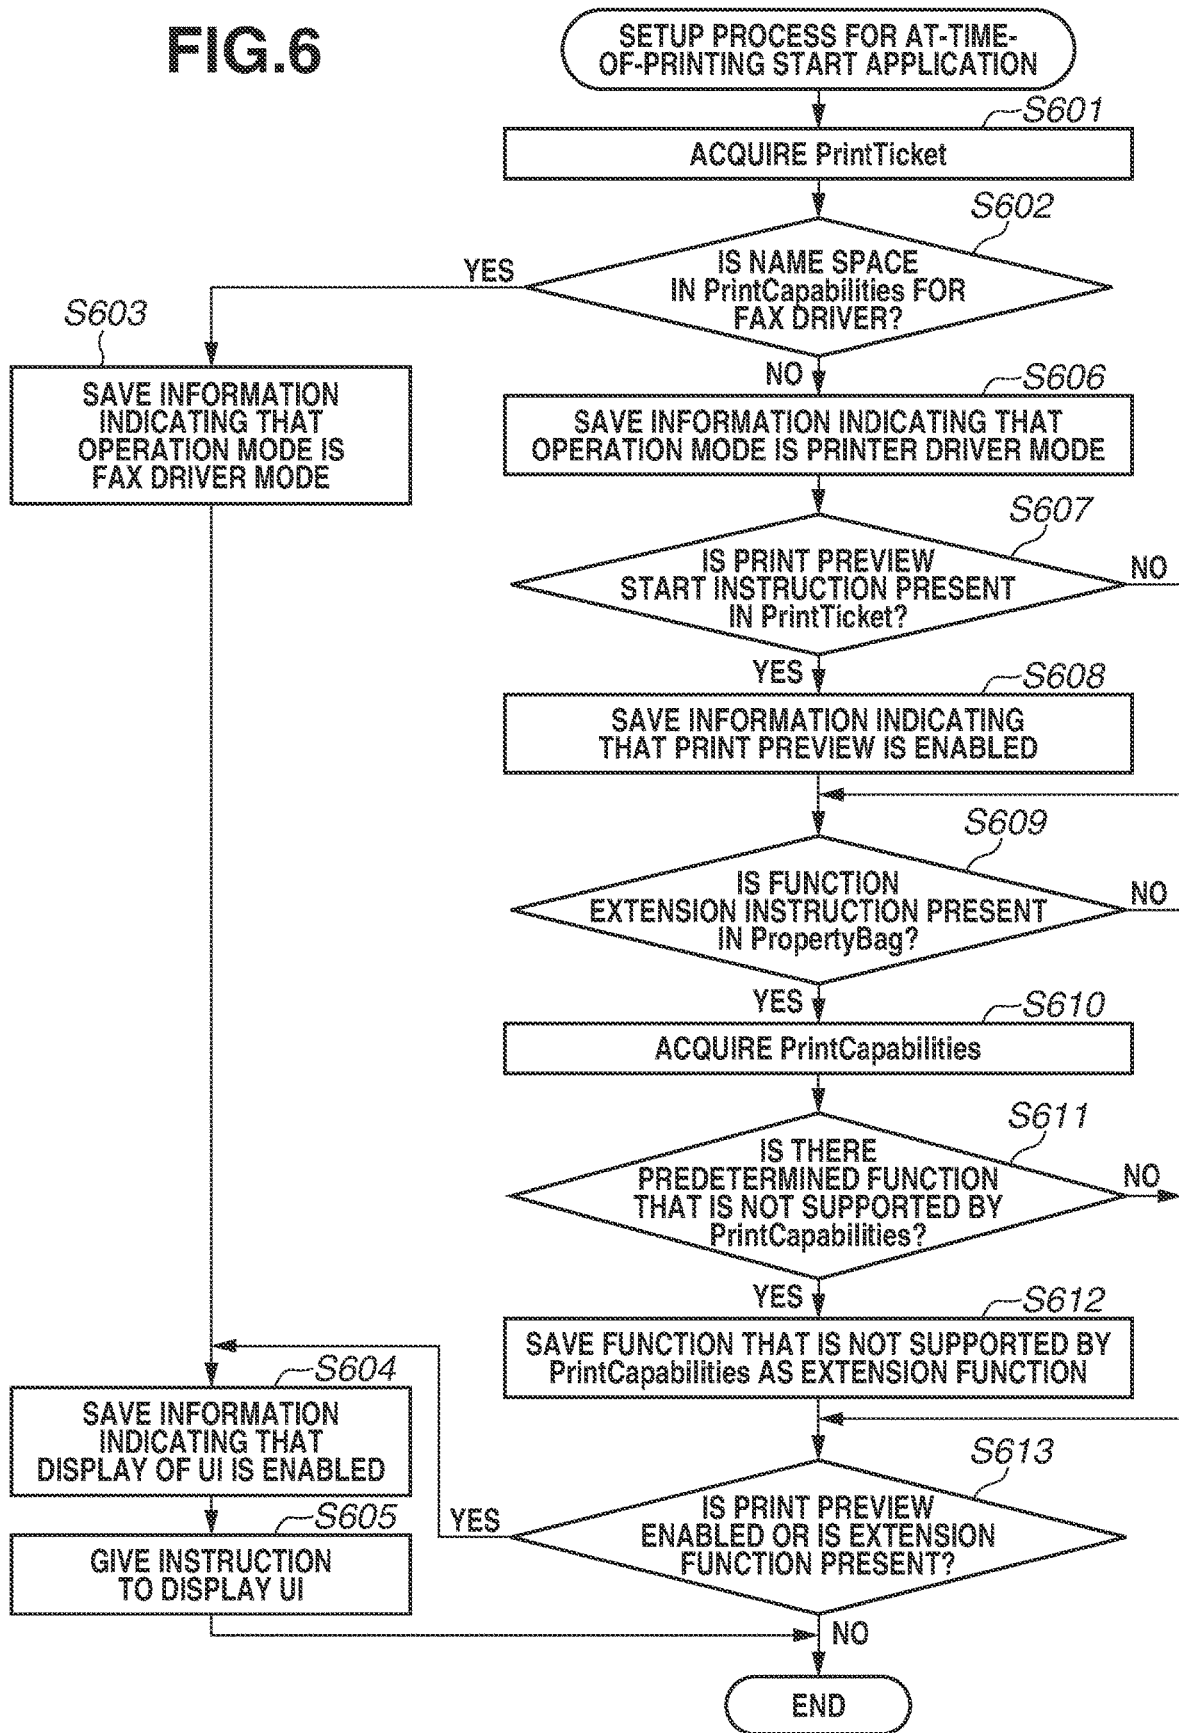 FIG.6
SETUP PROCESS FOR AT-TIME-
OF-PRINTING START APPLICATION
S601
ACQUIRE PrintTicket
S602
IS NAME SPACE
IN PrintCapabilities FOR
FAX DRIVER?
YES
NO
S603
SAVE INFORMATION
INDICATING THAT
OPERATION MODE IS
FAX DRIVER MODE
S606
SAVE INFORMATION INDICATING THAT
OPERATION MODE IS PRINTER DRIVER MODE
S607
IS PRINT PREVIEW
START INSTRUCTION PRESENT
IN PrintTicket?
NO
YES
S608
SAVE INFORMATION INDICATING
THAT PRINT PREVIEW IS ENABLED
S609
IS FUNCTION
EXTENSION INSTRUCTION PRESENT
IN PropertyBag?
NO
YES
S610
ACQUIRE PrintCapabilities
S611
IS THERE
PREDETERMINED FUNCTION
THAT IS NOT SUPPORTED BY
PrintCapabilities?
NO
YES
S612
SAVE FUNCTION THAT IS NOT SUPPORTED BY
PrintCapabilities AS EXTENSION FUNCTION
S604
SAVE INFORMATION
INDICATING THAT
DISPLAY OF UI IS ENABLED
S613
IS PRINT PREVIEW
ENABLED OR IS EXTENSION
FUNCTION PRESENT?
YES
NO
S605
GIVE INSTRUCTION
TO DISPLAY UI
END